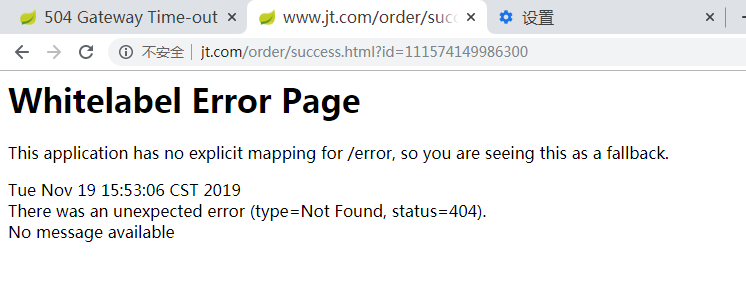 504 Gateway Time-out
www.jt.com/order/succ
设置
不安全
jt.com/order/success.html?id=111574149986300
Whitelabel Error Page
This application has no explicit mapping for /error, so you are seeing this as a fallback.
Tue Nov 19 15:53:06 CST 2019
There was an unexpected error (type=Not Found, status=404).
No message available